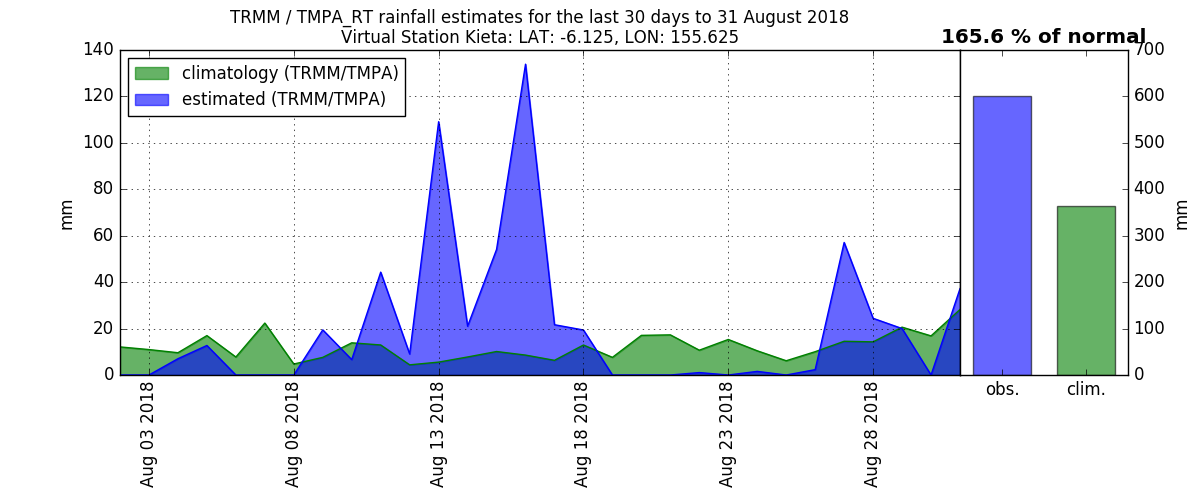 TRMM / TMPA_RT rainfall estimates for the last 30 days to 31 August 2018
Virtual Station Kieta: LAT: -6.125, LON: 155.625
165.6 % of normal
climatology (TRMM/TMPA)
estimated (TRMM/TMPA)
140
120
100
80
60
40
20
0
mm
Aug 03 2018
Aug 08 2018
Aug 13 2018
Aug 18 2018
Aug 23 2018
Aug 28 2018
700
600
500
400
300
200
100
0
mm
obs.
clim.